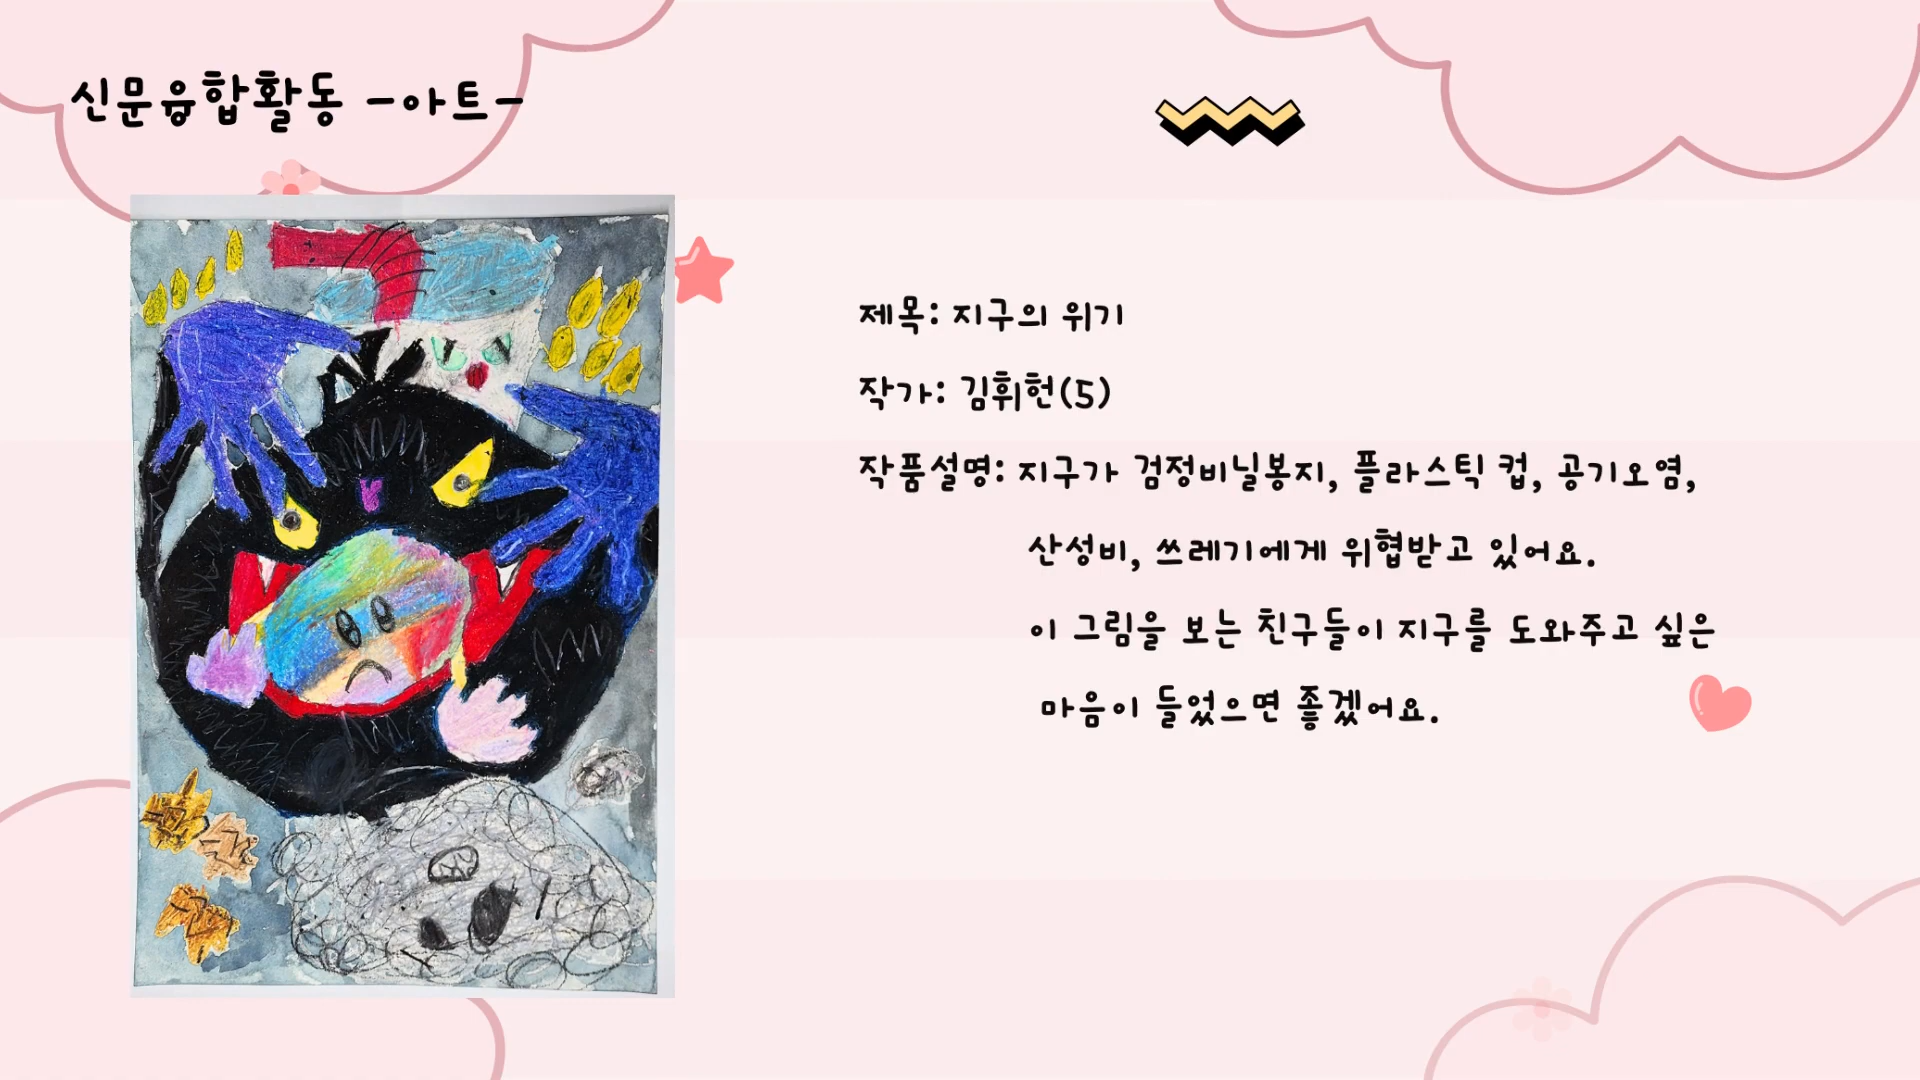 신문융합활동 -아트-
제목: 지구의 위기
작가: 김휘헌(5)
작품설명: 지구가 검정비닐봉지, 플라스틱 컵, 공기오염,
산성비, 쓰레기에게 위협받고 있어요.
이 그림을 보는 친구들이 지구를 도와주고 싶은
마음이 들었으면 좋겠어요.